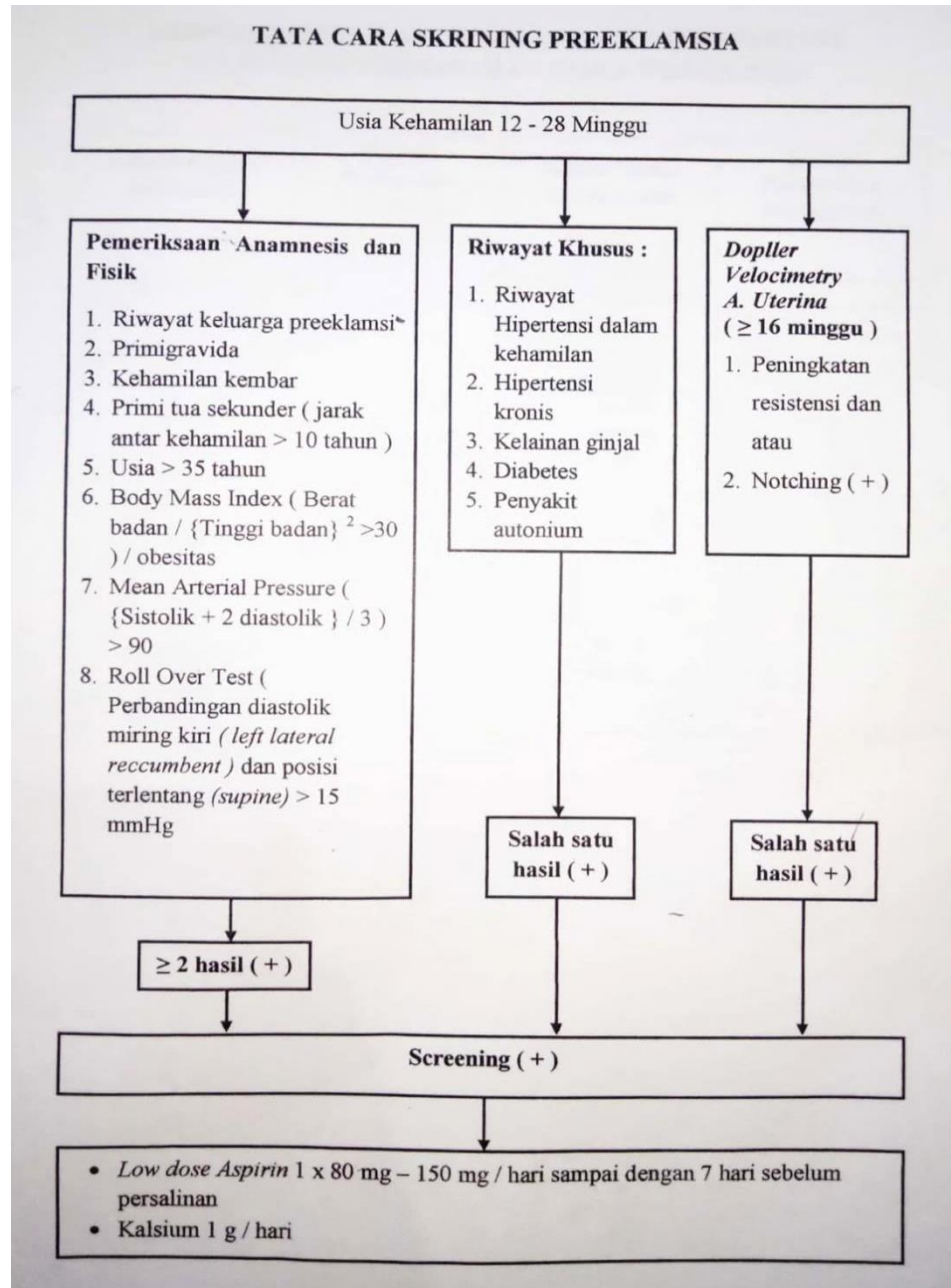 TATA CARA SKRINING PREEKLAMSIA
Usia Kehamilan 12 - 28 Minggu
Pemeriksaan Anamnesis dan
Fisik
1. Riwayat keluarga preeklamsi
2. Primigravida
3. Kehamilan kembar
4. Primi tua sekunder ( jarak
antar kehamilan > 10 tahun )
5. Usia > 35 tahun
6. Body Mass Index ( Berat
badan / {Tinggi badan} ² >30
) / obesitas
7. Mean Arterial Pressure (
{Sistolik + 2 diastolik } / 3 )
> 90
8. Roll Over Test (
Perbandingan diastolik
miring kiri ( left lateral
reccumbent ) dan posisi
terlentang (supine) > 15
mmHg
≥ 2 hasil ( + )
Riwayat Khusus :
1. Riwayat
Hipertensi dalam
kehamilan
2. Hipertensi
kronis
3. Kelainan ginjal
4. Diabetes
5. Penyakit
autonium
Salah satu
hasil ( + )
Dopller
Velocimetry
A. Uterina
( ≥ 16 minggu )
1. Peningkatan
resistensi dan
atau
2. Notching ( + )
Salah satu
hasil ( + )
Screening ( + )
• Low dose Aspirin 1 x 80 mg – 150 mg / hari sampai dengan 7 hari sebelum
persalinan
• Kalsium 1 g / hari